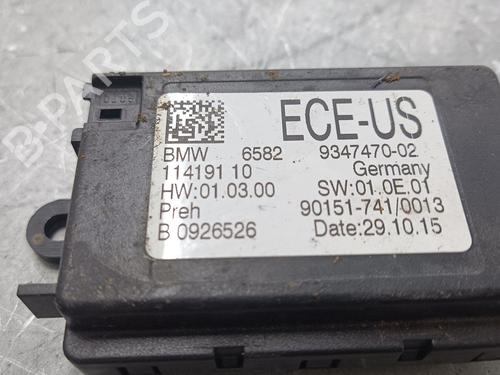 ECE-US
BMW 6582 9347470-02
114191 10 Germany
HW:01.03.00 SW:01.0E.01
Preh 90151-741/0013
B 0926526 Date:29.10.15
B-Parts